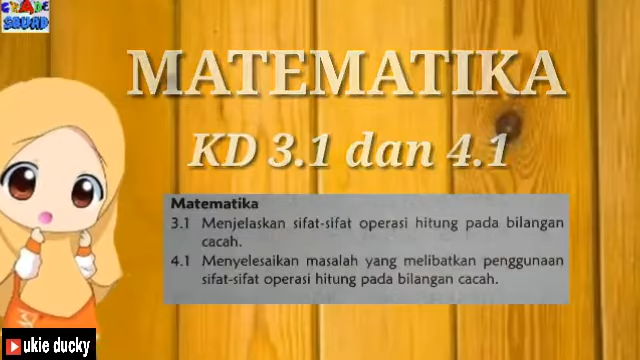 GRADE
SQUAD
MATEMATIKA
KD 3.1 dan 4.1
Matematika
3.1 Menjelaskan sifat-sifat operasi hitung pada bilangan
cacah.
4.1 Menyelesaikan masalah yang melibatkan penggunaan
sifat-sifat operasi hitung pada bilangan cacah.
ukie ducky